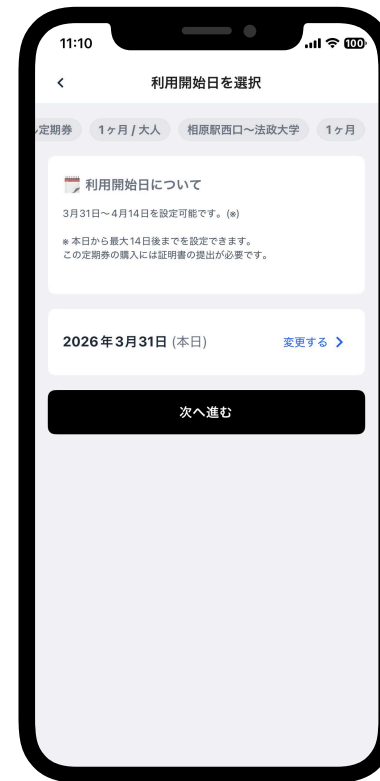 11:10
100
利用開始日を選択
定期券
1ヶ月 / 大人
相原駅西口〜法政大学
1ヶ月
利用開始日について
3月31日〜4月14日を設定可能です。(※)
※ 本日から最大14日後までを設定できます。
この定期券の購入には証明書の提出が必要です。
2026年3月31日 (本日)
変更する
次へ進む